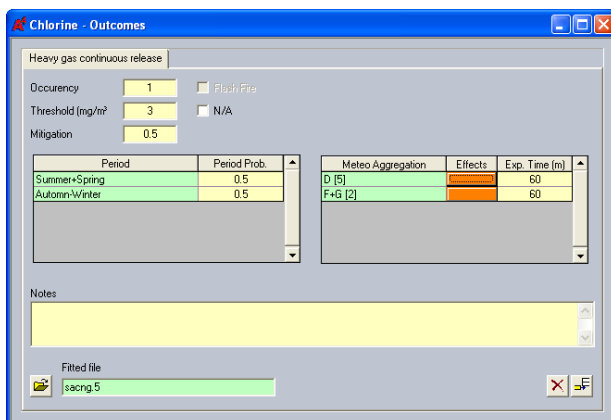 Chlorine - Outcomes
Heavy gas continuous release
Occurency 1 Flash Fire
Threshold (mg/m³ 3 N/A
Mitigation 0.5
Period Period Prob.
Summer+Spring 0.5
Automn-Winter 0.5
Meteo Aggregation Effects Exp. Time (m)
D [5] 60
F+G [2] 60
Notes
Fitted file
sacng.5